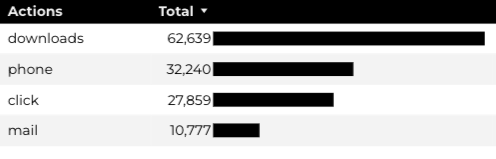 Actions Total
downloads 62,639
phone 32,240
click 27,859
mail 10,777